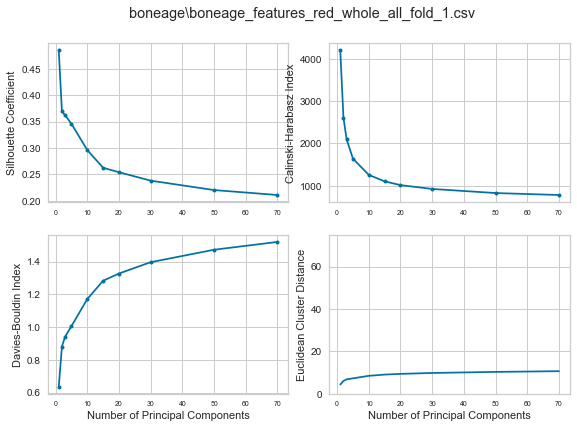 boneage\boneage_features_red_whole_all_fold_1.csv
Silhouette Coefficient
0.45
0.40
0.35
0.30
0.25
0.20
0 10 20 30 40 50 60 70
Calinski-Harabasz Index
4000
3000
2000
1000
0 10 20 30 40 50 60 70
Davies-Bouldin Index
1.4
1.2
1.0
0.8
0.6
0 10 20 30 40 50 60 70
Number of Principal Components
Euclidean Cluster Distance
60
40
20
0
0 10 20 30 40 50 60 70
Number of Principal Components